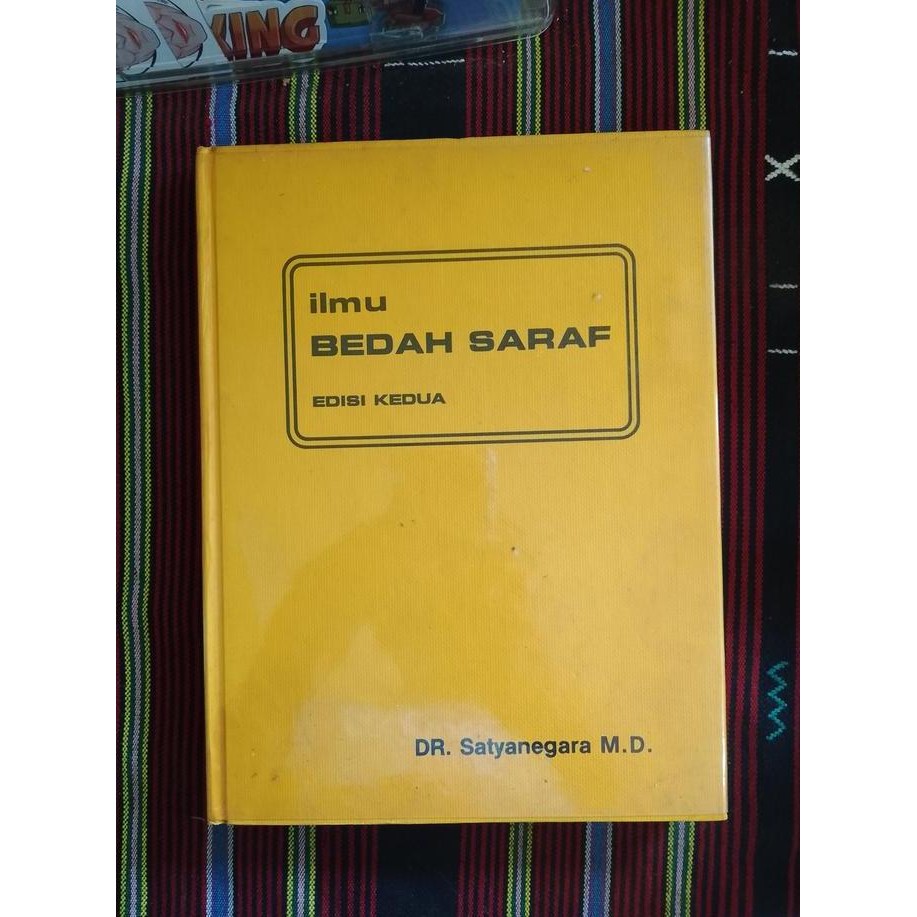 KING
ilmu
BEDAH SARAF
EDISI KEDUA
DR. Satyanegara M.D.